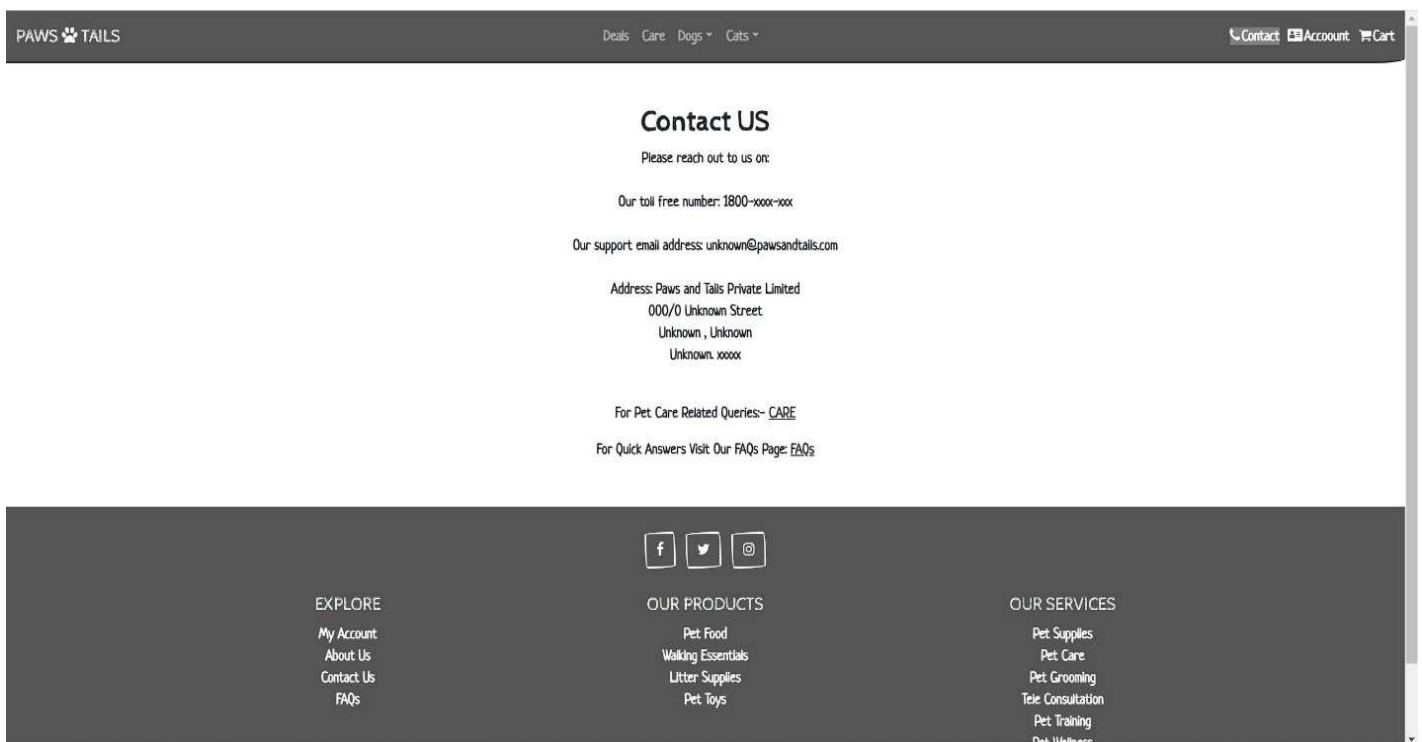 PAWS TAILS
Deals Care Dogs Cats
Contact Accoount Cart
Contact US
Please reach out to us on:
Our toll free number: 1800-xxxx-xxx
Our support email address: unknown@pawsandtails.com
Address: Paws and Tails Private Limited
000/0 Unknown Street
Unknown , Unknown
Unknown. xxxxx
For Pet Care Related Queries:- CARE
For Quick Answers Visit Our FAQs Page: FAQs
EXPLORE
My Account
About Us
Contact Us
FAQs
OUR PRODUCTS
Pet Food
Walking Essentials
Litter Supplies
Pet Toys
OUR SERVICES
Pet Supplies
Pet Care
Pet Grooming
Tele Consultation
Pet Training
Pet Wellness